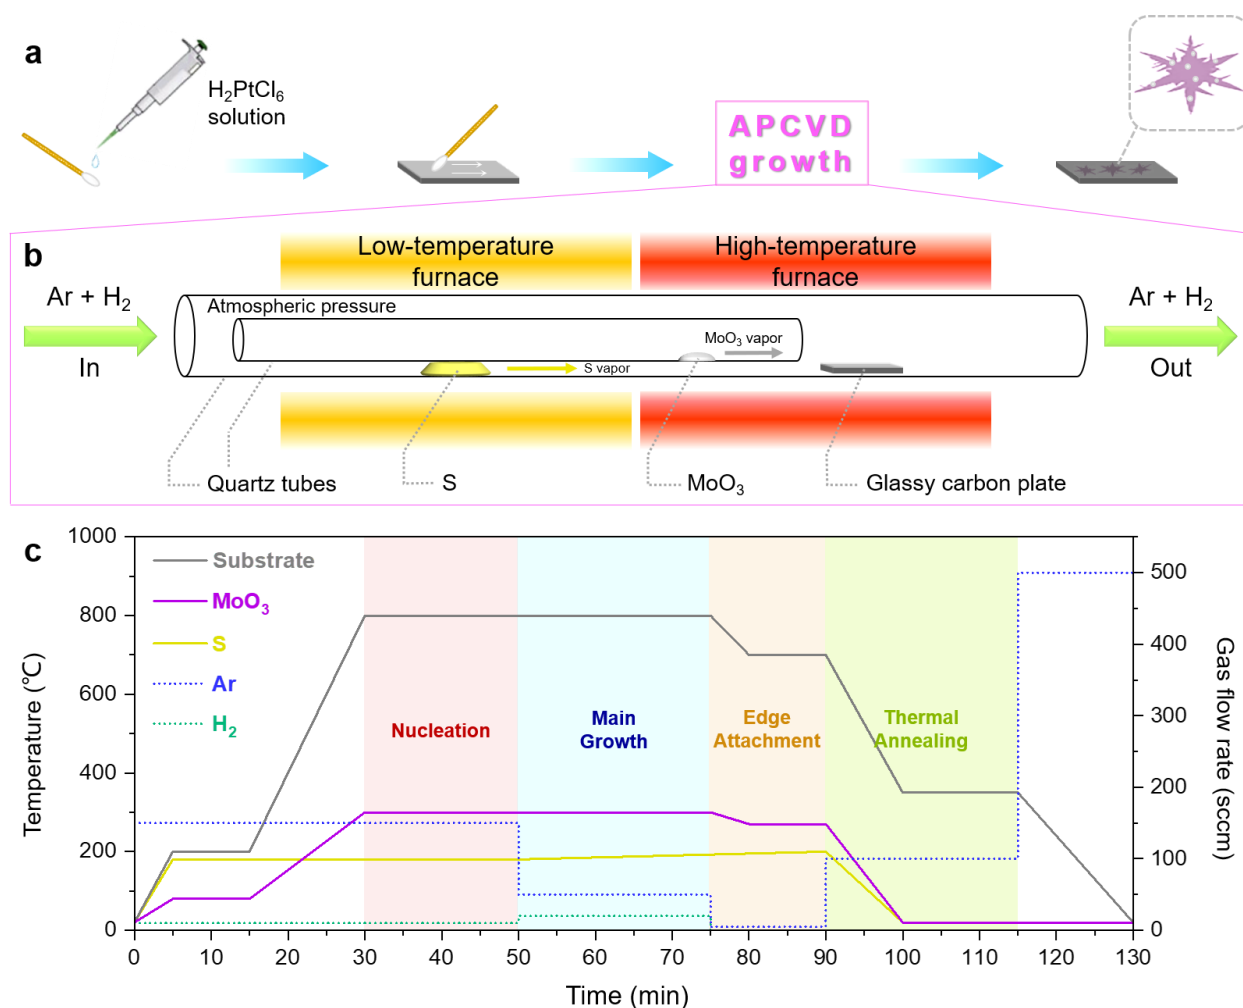 a
H₂PtCl₆
solution
APCVD
growth
b
Low-temperature
furnace
High-temperature
furnace
Ar + H₂
In
Atmospheric pressure
MoO₃ vapor
S vapor
Ar + H₂
Out
Quartz tubes
S
MoO₃
Glassy carbon plate
c
Temperature (℃)
1000
800
600
400
200
0
Substrate
MoO₃
S
Ar
H₂
Nucleation
Main
Growth
Edge
Attachment
Thermal
Annealing
500
400
300
200
100
0
Gas flow rate (sccm)
0 10 20 30 40 50 60 70 80 90 100 110 120 130
Time (min)